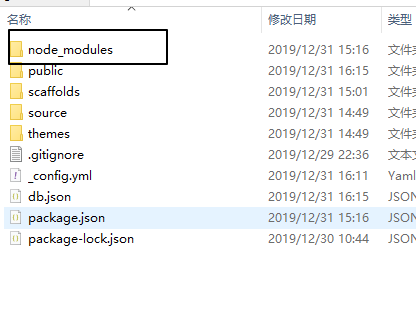 名称 修改日期 类型
node_modules 2019/12/31 15:16 文件夹
public 2019/12/31 16:15 文件夹
scaffolds 2019/12/31 15:01 文件夹
source 2019/12/31 14:49 文件夹
themes 2019/12/31 14:49 文件夹
.gitignore 2019/12/29 22:36 文本文
_config.yml 2019/12/31 16:11 Yaml
db.json 2019/12/31 16:15 JSON
package.json 2019/12/31 15:16 JSON
package-lock.json 2019/12/30 10:44 JSON